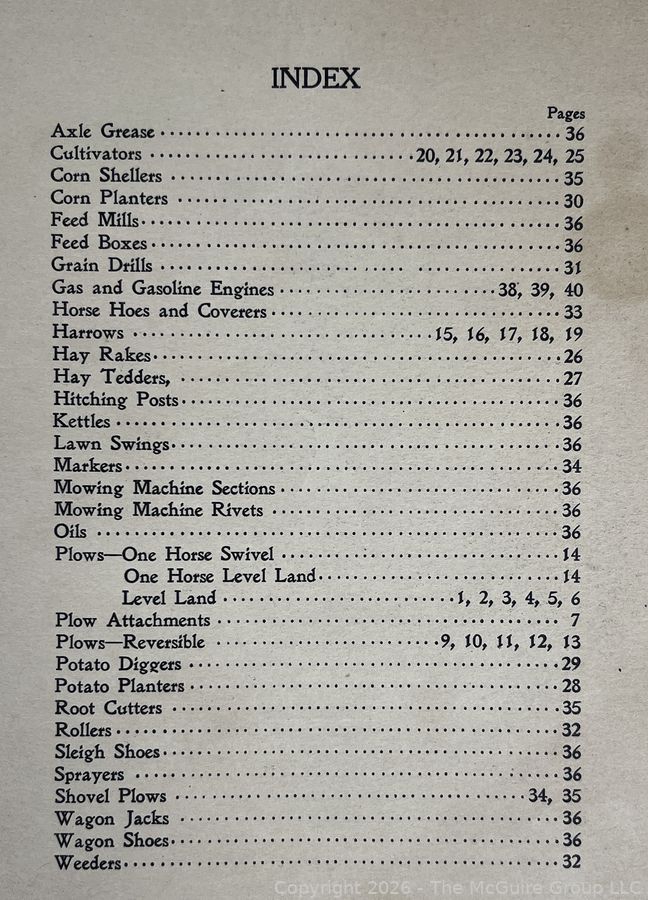 INDEX
Pages
Axle Grease 36
Cultivators 20, 21, 22, 23, 24, 25
Corn Shellers 35
Corn Planters 30
Feed Mills 36
Feed Boxes 36
Grain Drills 31
Gas and Gasoline Engines 38, 39, 40
Horse Hoes and Coverers 33
Harrows 15, 16, 17, 18, 19
Hay Rakes 26
Hay Tedders, 27
Hitching Posts 36
Kettles 36
Lawn Swings 36
Markers 34
Mowing Machine Sections 36
Mowing Machine Rivets 36
Oils 36
Plows—One Horse Swivel 14
One Horse Level Land 14
Level Land 1, 2, 3, 4, 5, 6
Plow Attachments 7
Plows—Reversible 9, 10, 11, 12, 13
Potato Diggers 29
Potato Planters 28
Root Cutters 35
Rollers 32
Sleigh Shoes 36
Sprayers 36
Shovel Plows 34, 35
Wagon Jacks 36
Wagon Shoes 36
Weeders 32
Copyright 2026 - The McGuire Group LLC